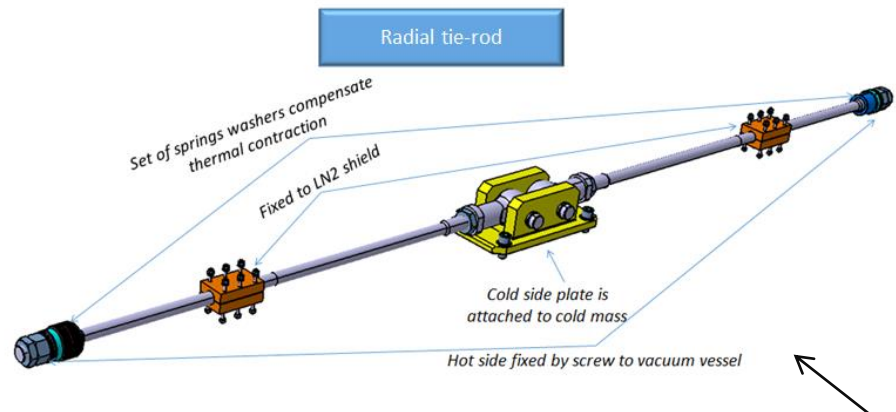 Radial tie-rod
Set of springs washers compensate
thermal contraction
Fixed to LN2 shield
Cold side plate is
attached to cold mass
Hot side fixed by screw to vacuum vessel